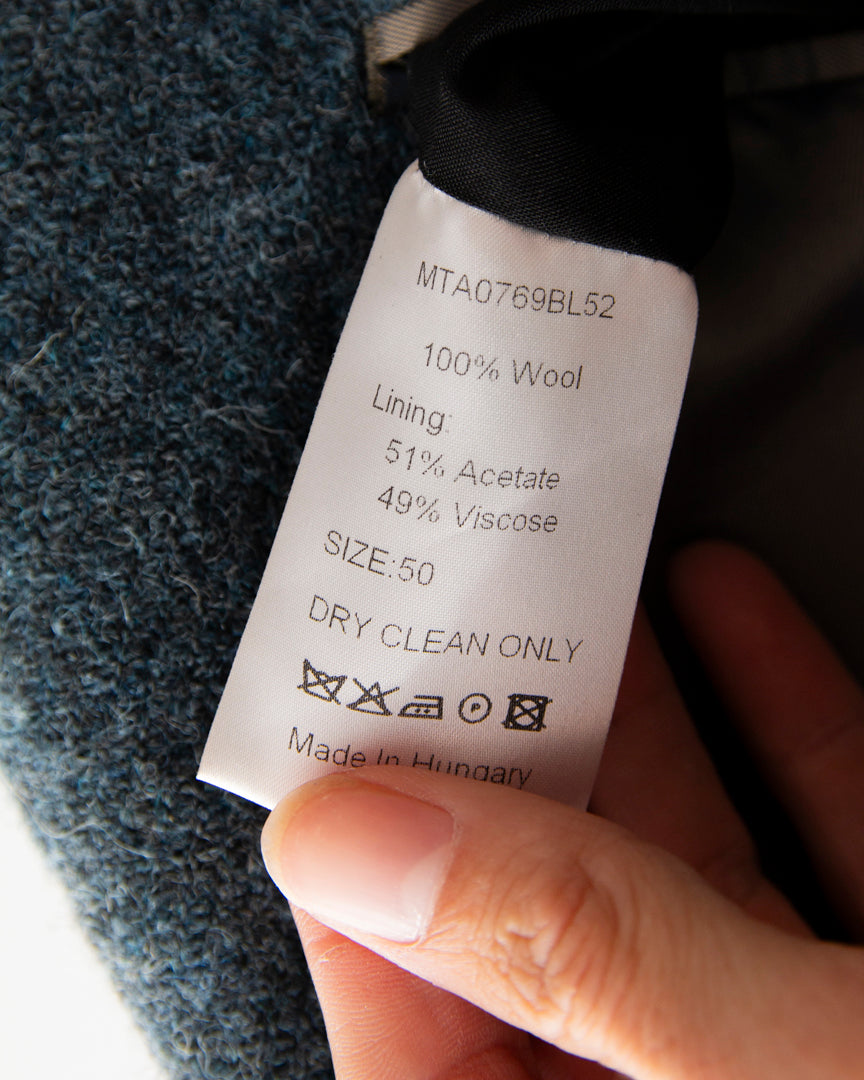 MTA0769BL52
100% Wool
Lining:
51% Acetate
49% Viscose
SIZE:50
DRY CLEAN ONLY
P
Made In Hungary